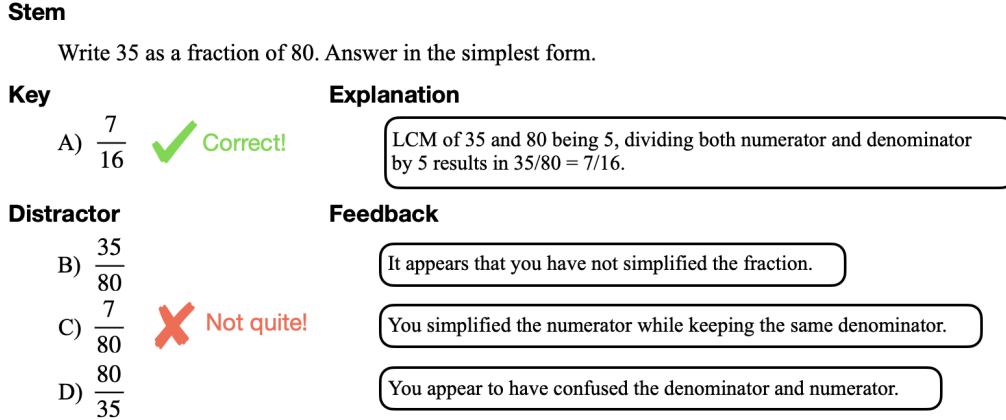 Stem
Write 35 as a fraction of 80. Answer in the simplest form.
Key Explanation
A) 7/16 Correct! LCM of 35 and 80 being 5, dividing both numerator and denominator
by 5 results in 35/80 = 7/16.
Distractor Feedback
B) 35/80 It appears that you have not simplified the fraction.
C) 7/80 Not quite! You simplified the numerator while keeping the same denominator.
D) 80/35 You appear to have confused the denominator and numerator.